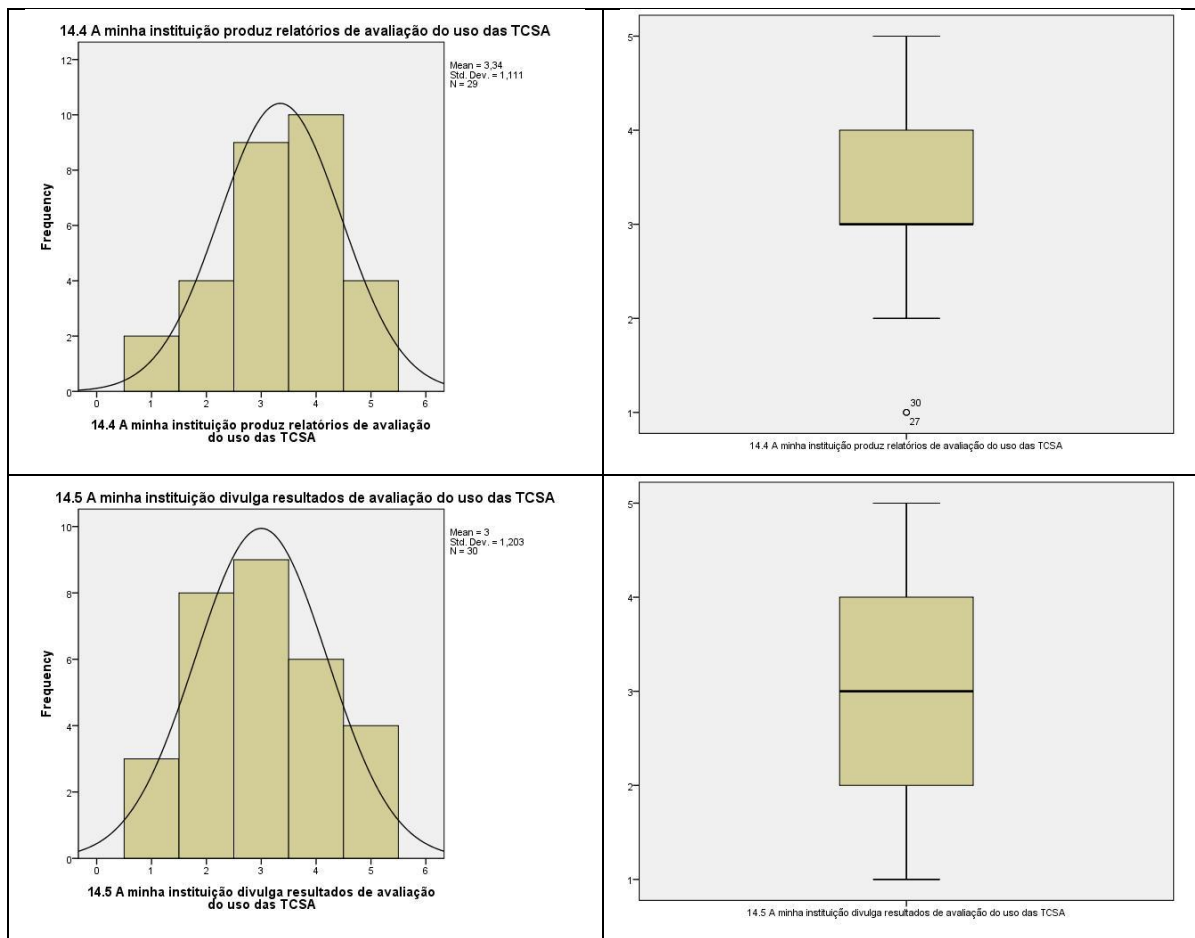 14.4 A minha instituição produz relatórios de avaliação do uso das TCSA
Mean = 3,34
Std. Dev. = 1,111
N = 29
12
10
8
6
4
2
0
Frequency
0 1 2 3 4 5 6
14.4 A minha instituição produz relatórios de avaliação
do uso das TCSA
5
4
3
2
1
30
27
14.4 A minha instituição produz relatórios de avaliação do uso das TCSA
14.5 A minha instituição divulga resultados de avaliação do uso das TCSA
Mean = 3
Std. Dev. = 1,203
N = 30
10
8
6
4
2
0
Frequency
0 1 2 3 4 5 6
14.5 A minha instituição divulga resultados de avaliação
do uso das TCSA
5
4
3
2
1
14.5 A minha instituição divulga resultados de avaliação do uso das TCSA